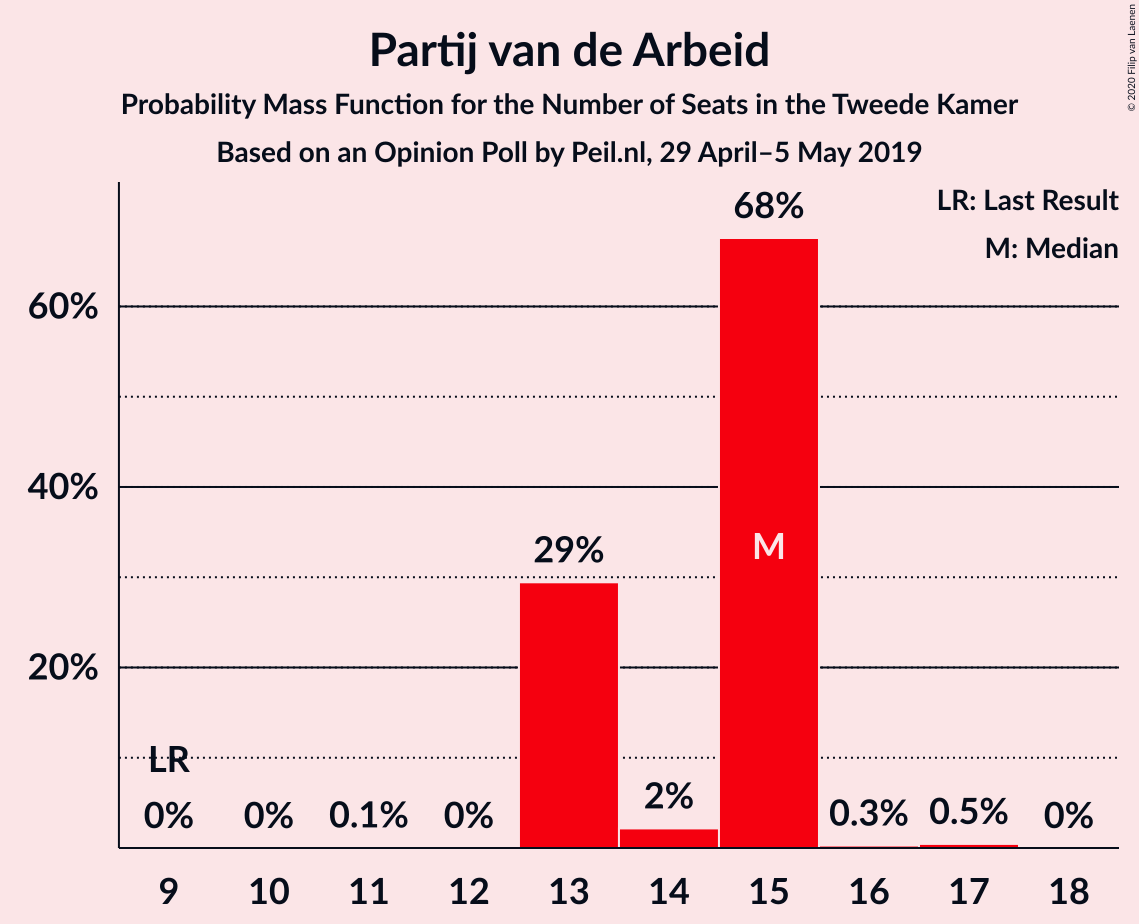 Partij van de Arbeid
Probability Mass Function for the Number of Seats in the Tweede Kamer
Based on an Opinion Poll by Peil.nl, 29 April–5 May 2019
© 2020 Filip van Laenen
LR: Last Result
M: Median
60%
40%
20%
68%
29%
M
LR
0%
0%
0.1%
0%
2%
0.3%
0.5%
0%
9 10 11 12 13 14 15 16 17 18